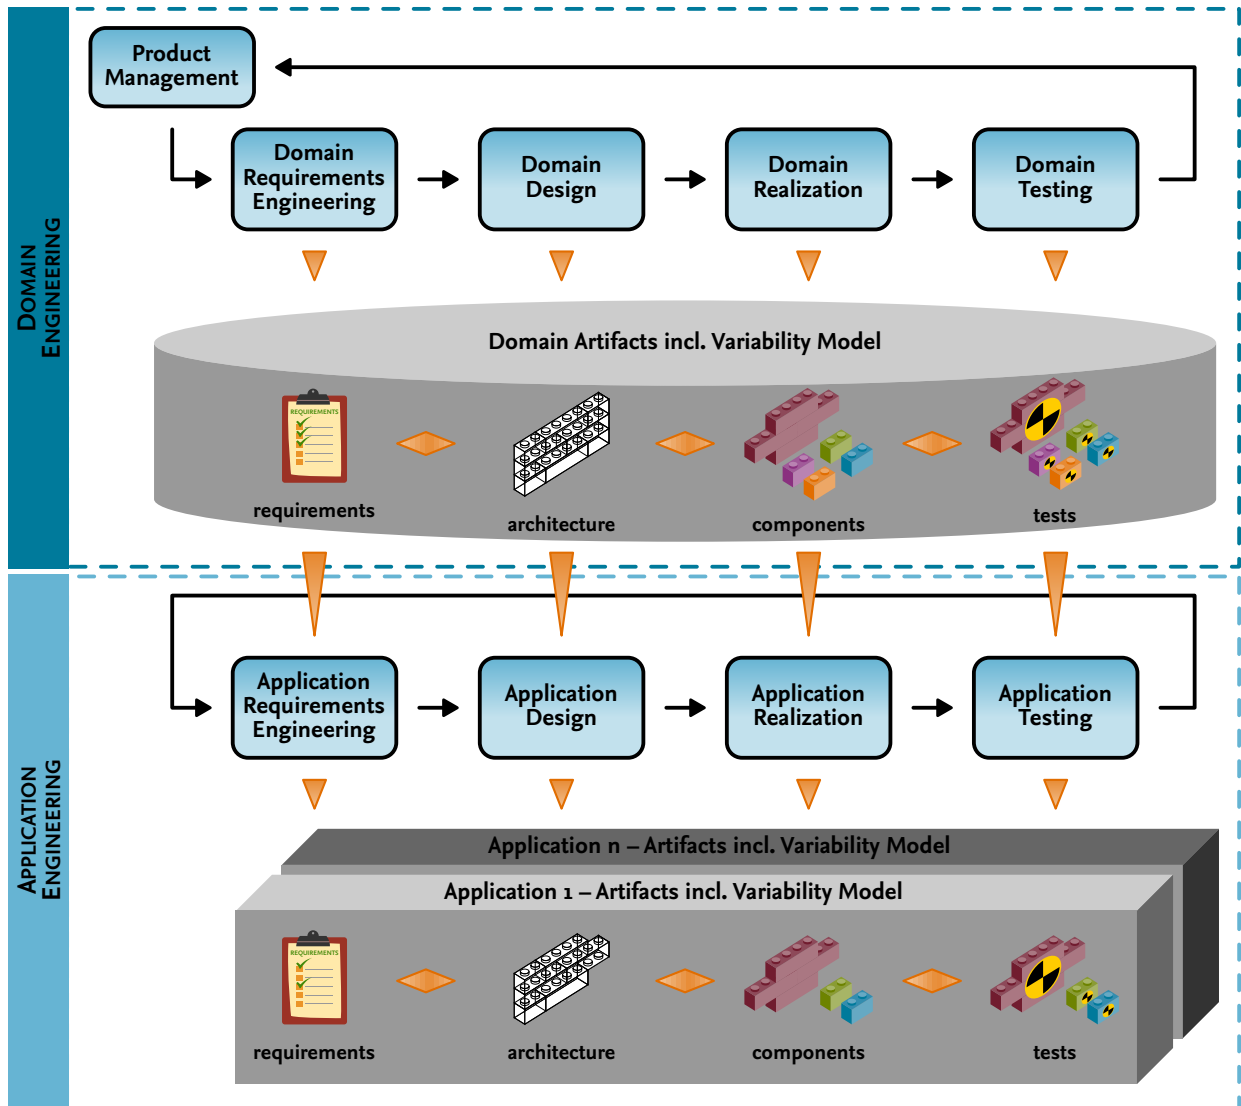 DOMAIN
ENGINEERING
Product
Management
Domain
Requirements
Engineering
Domain
Design
Domain
Realization
Domain
Testing
Domain Artifacts incl. Variability Model
REQUIREMENTS
requirements
architecture
components
tests
APPLICATION
ENGINEERING
Application
Requirements
Engineering
Application
Design
Application
Realization
Application
Testing
Application n – Artifacts incl. Variability Model
Application 1 – Artifacts incl. Variability Model
REQUIREMENTS
requirements
architecture
components
tests